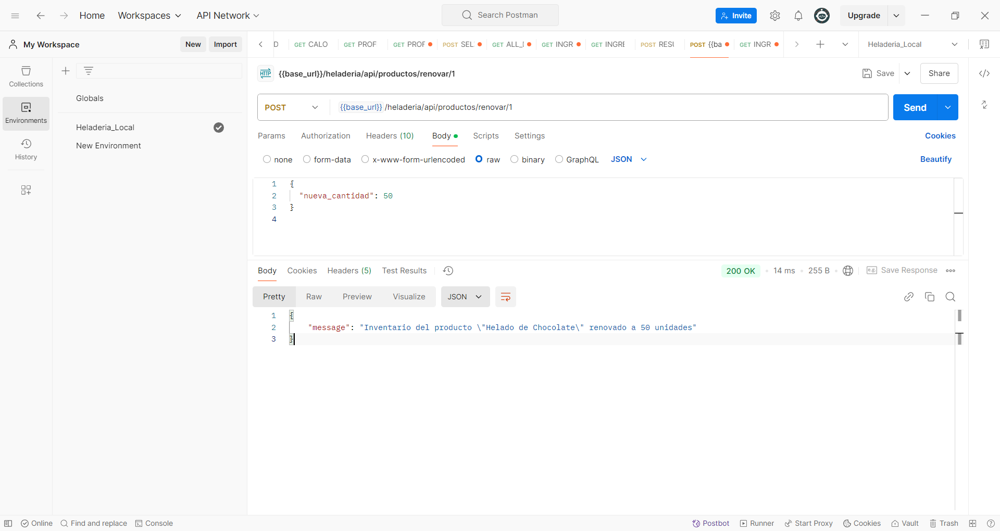 Home Workspaces API Network Search Postman Invite Upgrade
My Workspace New Import
D GET CALO GET PROF GET PROF POST SEL GET ALL_I GET INGR GET INGRE POST RESU POST {{ba GET INGR Heladeria_Local
Collections
Environments
History
Globals
Heladeria_Local
New Environment
HTTP {{base_url}}/heladeria/api/productos/renovar/1 Save Share
POST {{base_url}}/heladeria/api/productos/renovar/1 Send
Params Authorization Headers (10) Body Scripts Settings Cookies
none form-data x-www-form-urlencoded raw binary GraphQL JSON Beautify
1 {
2 "nueva_cantidad": 50
3 }
4
Body Cookies Headers (5) Test Results 200 OK 14 ms 255 B e.g. Save Response
Pretty Raw Preview Visualize JSON
1 {
2 "message": "Inventario del producto \"Helado de Chocolate\" renovado a 50 unidades"
3 }
Online Find and replace Console Postbot Runner Start Proxy Cookies Vault Trash